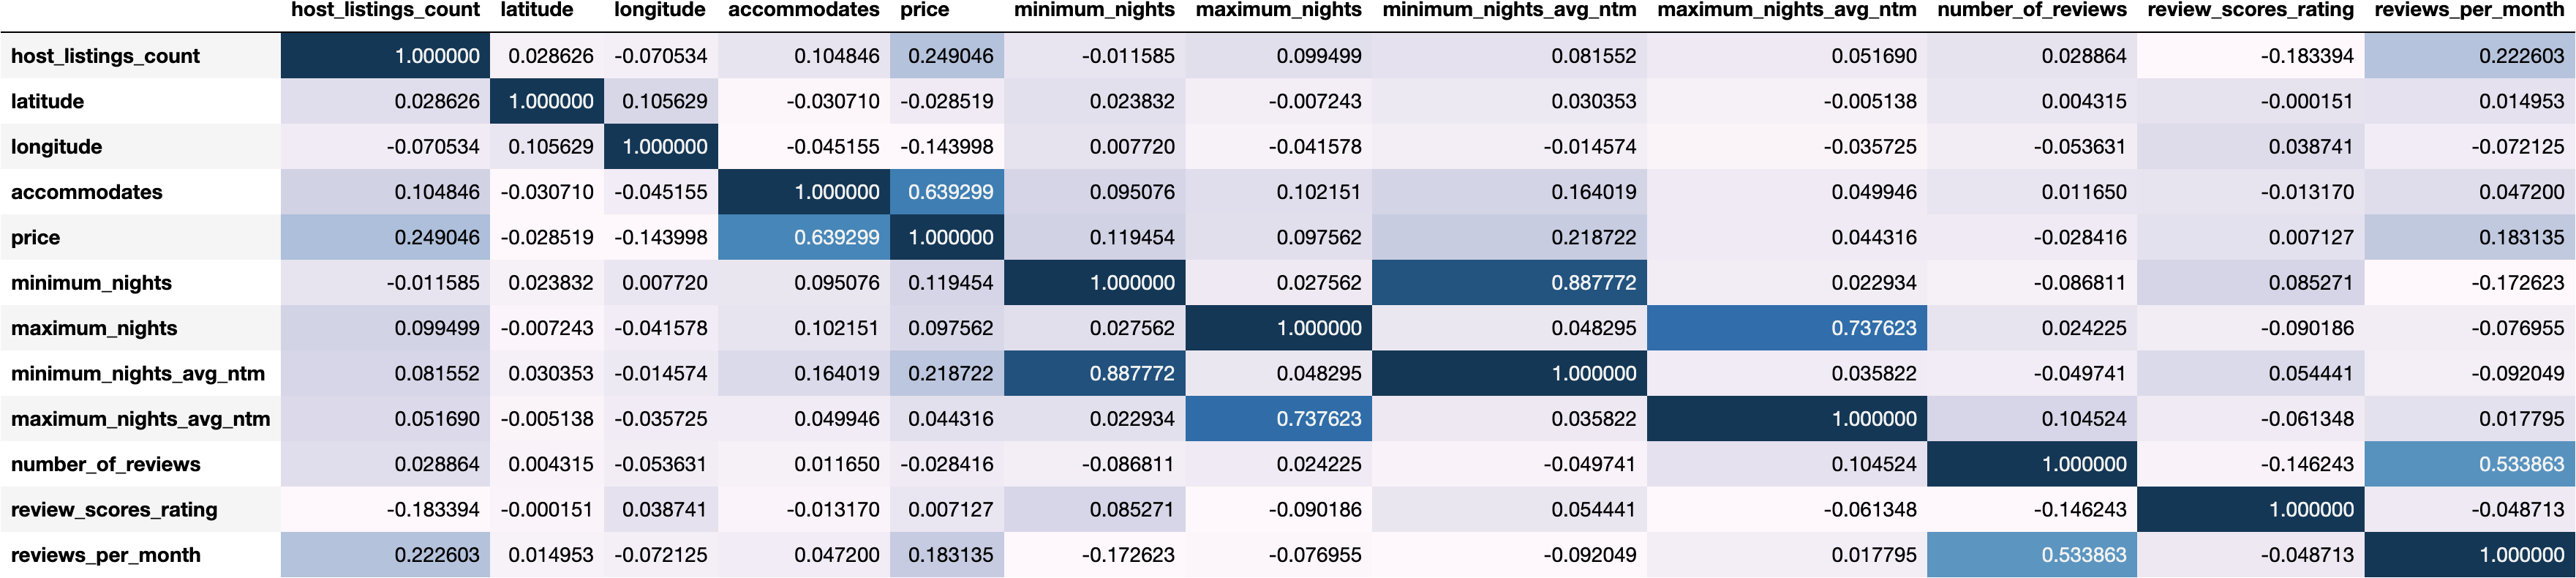 host_listings_count latitude longitude accommodates price minimum_nights maximum_nights minimum_nights_avg_ntm maximum_nights_avg_ntm number_of_reviews review_scores_rating reviews_per_month
host_listings_count 1.000000 0.028626 -0.070534 0.104846 0.249046 -0.011585 0.099499 0.081552 0.051690 0.028864 -0.183394 0.222603
latitude 0.028626 1.000000 0.105629 -0.030710 -0.028519 0.023832 -0.007243 0.030353 -0.005138 0.004315 -0.000151 0.014953
longitude -0.070534 0.105629 1.000000 -0.045155 -0.143998 0.007720 -0.041578 -0.014574 -0.035725 -0.053631 0.038741 -0.072125
accommodates 0.104846 -0.030710 -0.045155 1.000000 0.639299 0.095076 0.102151 0.164019 0.049946 0.011650 -0.013170 0.047200
price 0.249046 -0.028519 -0.143998 0.639299 1.000000 0.119454 0.097562 0.218722 0.044316 -0.028416 0.007127 0.183135
minimum_nights -0.011585 0.023832 0.007720 0.095076 0.119454 1.000000 0.027562 0.887772 0.022934 -0.086811 0.085271 -0.172623
maximum_nights 0.099499 -0.007243 -0.041578 0.102151 0.097562 0.027562 1.000000 0.048295 0.737623 0.024225 -0.090186 -0.076955
minimum_nights_avg_ntm 0.081552 0.030353 -0.014574 0.164019 0.218722 0.887772 0.048295 1.000000 0.035822 -0.049741 0.054441 -0.092049
maximum_nights_avg_ntm 0.051690 -0.005138 -0.035725 0.049946 0.044316 0.022934 0.737623 0.035822 1.000000 0.104524 -0.061348 0.017795
number_of_reviews 0.028864 0.004315 -0.053631 0.011650 -0.028416 -0.086811 0.024225 -0.049741 0.104524 1.000000 -0.146243 0.533863
review_scores_rating -0.183394 -0.000151 0.038741 -0.013170 0.007127 0.085271 -0.090186 0.054441 -0.061348 -0.146243 1.000000 -0.048713
reviews_per_month 0.222603 0.014953 -0.072125 0.047200 0.183135 -0.172623 -0.076955 -0.092049 0.017795 0.533863 -0.048713 1.000000